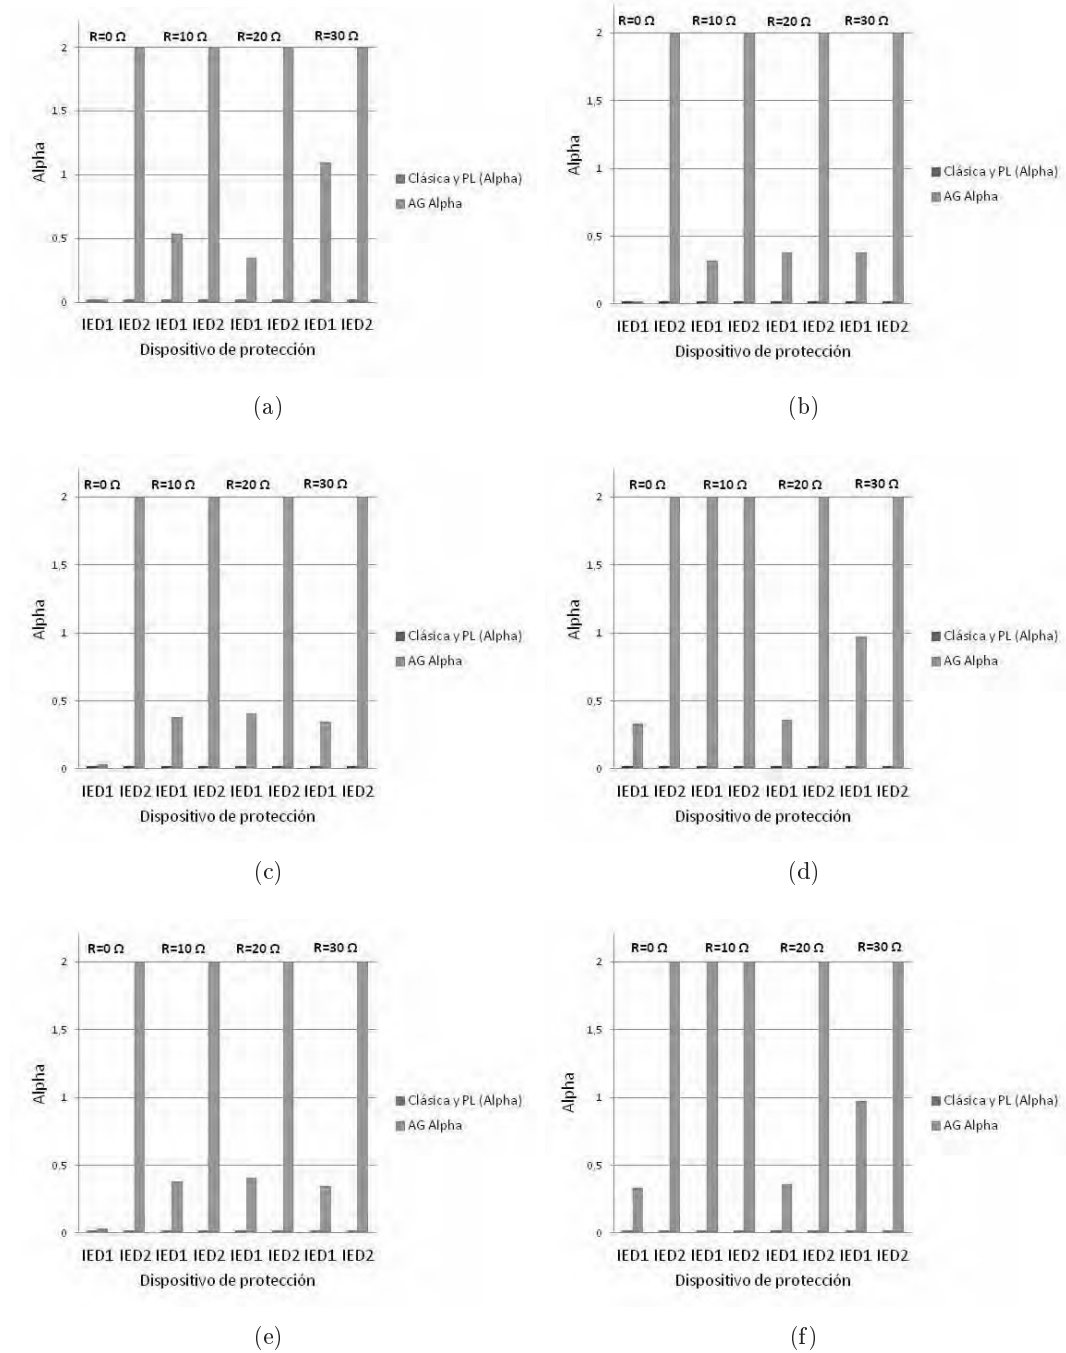 R=0 Ω R=10 Ω R=20 Ω R=30 Ω
2
1,5
1
0,5
0
Alpha
Clásica y PL (Alpha)
AG Alpha
IED1 IED2 IED1 IED2 IED1 IED2 IED1 IED2
Dispositivo de protección
(a)
R=0 Ω R=10 Ω R=20 Ω R=30 Ω
2
1,5
1
0,5
0
Alpha
Clásica y PL (Alpha)
AG Alpha
IED1 IED2 IED1 IED2 IED1 IED2 IED1 IED2
Dispositivo de protección
(b)
R=0 Ω R=10 Ω R=20 Ω R=30 Ω
2
1,5
1
0,5
0
Alpha
Clásica y PL (Alpha)
AG Alpha
IED1 IED2 IED1 IED2 IED1 IED2 IED1 IED2
Dispositivo de protección
(c)
R=0 Ω R=10 Ω R=20 Ω R=30 Ω
2
1,5
1
0,5
0
Alpha
Clásica y PL (Alpha)
AG Alpha
IED1 IED2 IED1 IED2 IED1 IED2 IED1 IED2
Dispositivo de protección
(d)
R=0 Ω R=10 Ω R=20 Ω R=30 Ω
2
1,5
1
0,5
0
Alpha
Clásica y PL (Alpha)
AG Alpha
IED1 IED2 IED1 IED2 IED1 IED2 IED1 IED2
Dispositivo de protección
(e)
R=0 Ω R=10 Ω R=20 Ω R=30 Ω
2
1,5
1
0,5
0
Alpha
Clásica y PL (Alpha)
AG Alpha
IED1 IED2 IED1 IED2 IED1 IED2 IED1 IED2
Dispositivo de protección
(f)